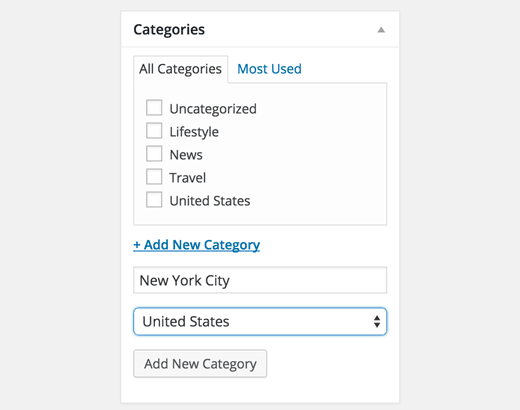 Categories
All Categories Most Used
Uncategorized
Lifestyle
News
Travel
United States
+ Add New Category
New York City
United States
Add New Category